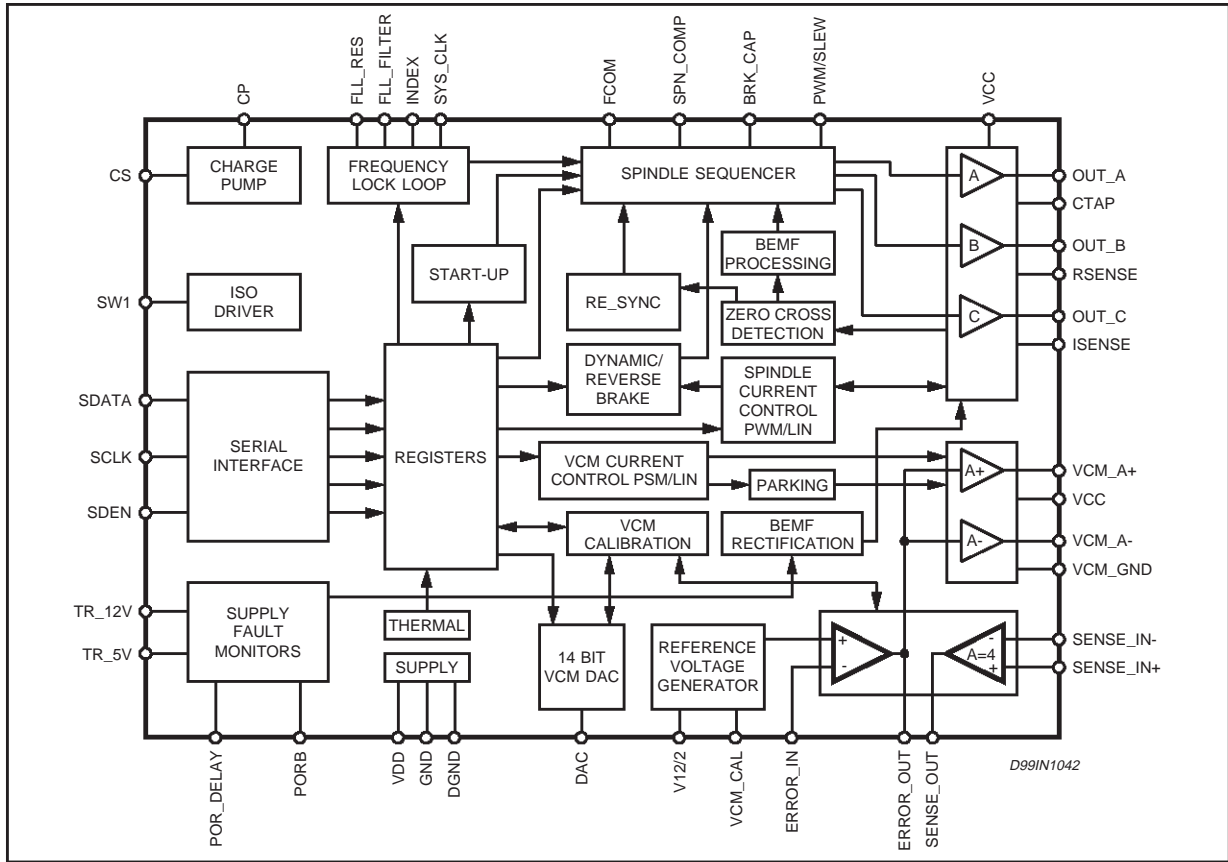 CP
FLL_RES
FLL_FILTER
INDEX
SYS_CLK
FCOM
SPN_COMP
BRK_CAP
PWM/SLEW
VCC
CS
CHARGE
PUMP
FREQUENCY
LOCK LOOP
SPINDLE SEQUENCER
A
OUT_A
CTAP
B
OUT_B
RSENSE
C
OUT_C
ISENSE
START-UP
BEMF
PROCESSING
SW1
ISO
DRIVER
RE_SYNC
ZERO CROSS
DETECTION
DYNAMIC/
REVERSE
BRAKE
SPINDLE
CURRENT
CONTROL
PWM/LIN
SDATA
SCLK
SDEN
SERIAL
INTERFACE
REGISTERS
VCM CURRENT
CONTROL PSM/LIN
PARKING
A+
VCM_A+
VCC
A-
VCM_A-
VCM_GND
VCM
CALIBRATION
BEMF
RECTIFICATION
TR_12V
TR_5V
SUPPLY
FAULT
MONITORS
THERMAL
SUPPLY
14 BIT
VCM DAC
REFERENCE
VOLTAGE
GENERATOR
+
-
-
A=4
+
SENSE_IN-
SENSE_IN+
POR_DELAY
PORB
VDD
GND
DGND
DAC
V12/2
VCM_CAL
ERROR_IN
ERROR_OUT
SENSE_OUT
D99IN1042